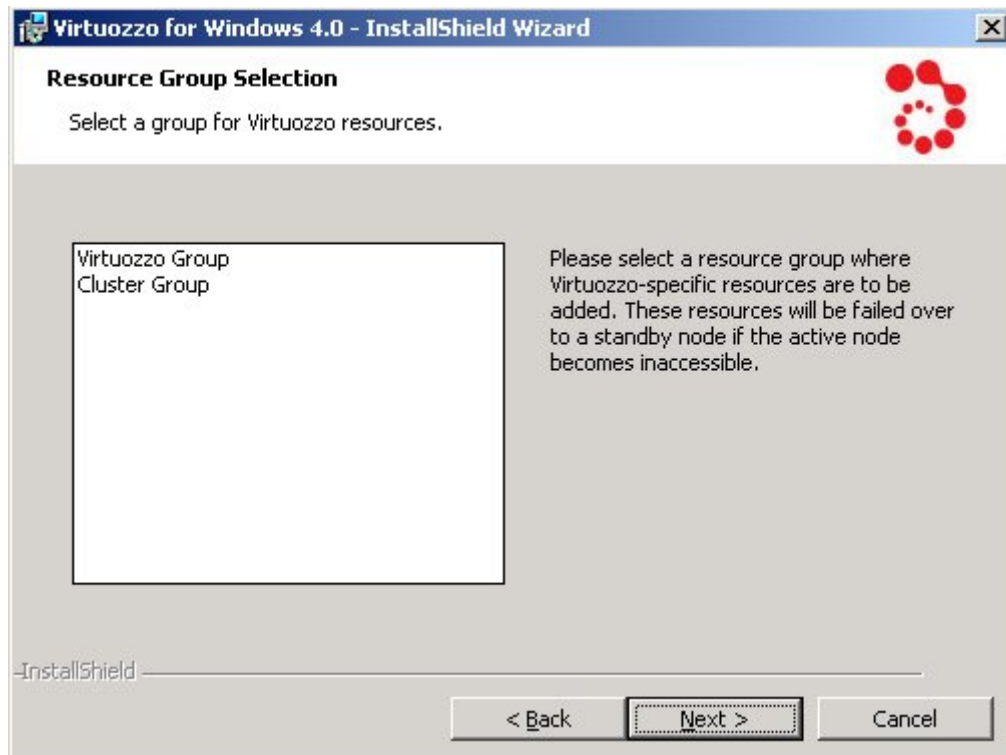 Virtuozzo for Windows 4.0 - InstallShield Wizard
Resource Group Selection
Select a group for Virtuozzo resources.
Virtuozzo Group
Cluster Group
Please select a resource group where
Virtuozzo-specific resources are to be
added. These resources will be failed over
to a standby node if the active node
becomes inaccessible.
InstallShield
< Back
Next >
Cancel